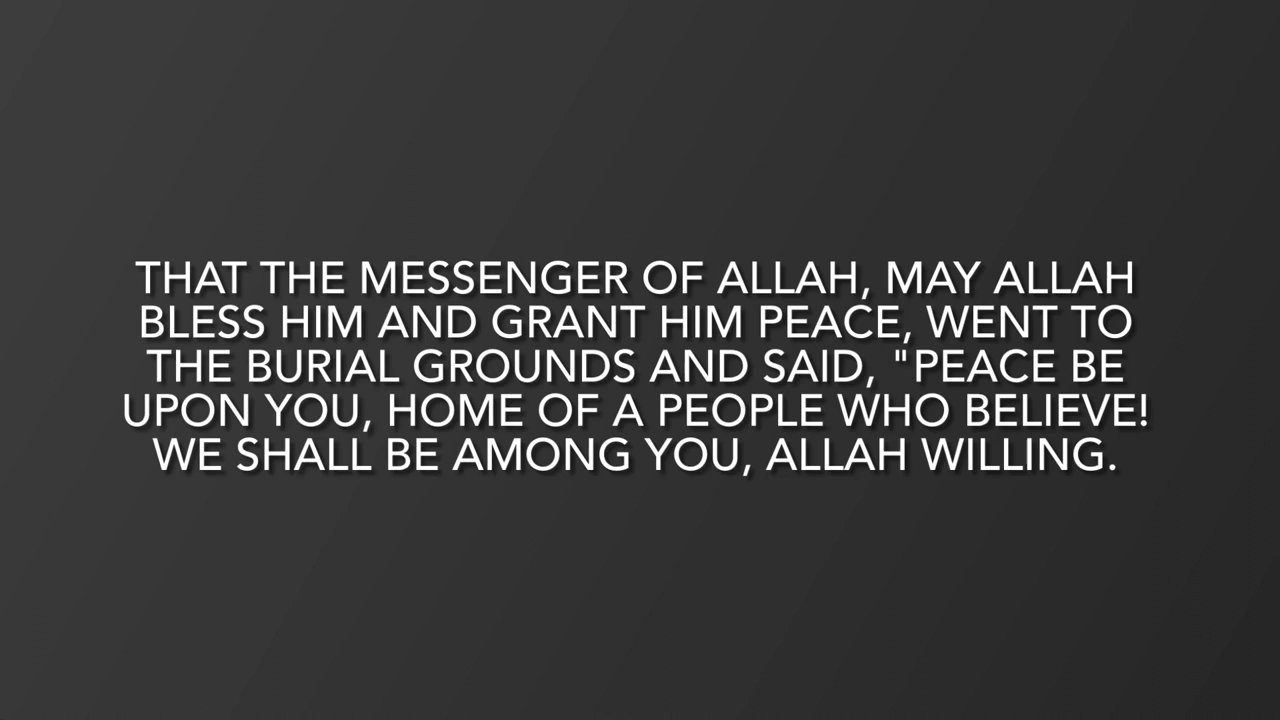 THAT THE MESSENGER OF ALLAH, MAY ALLAH
BLESS HIM AND GRANT HIM PEACE, WENT TO
THE BURIAL GROUNDS AND SAID, "PEACE BE
UPON YOU, HOME OF A PEOPLE WHO BELIEVE!
WE SHALL BE AMONG YOU, ALLAH WILLING.